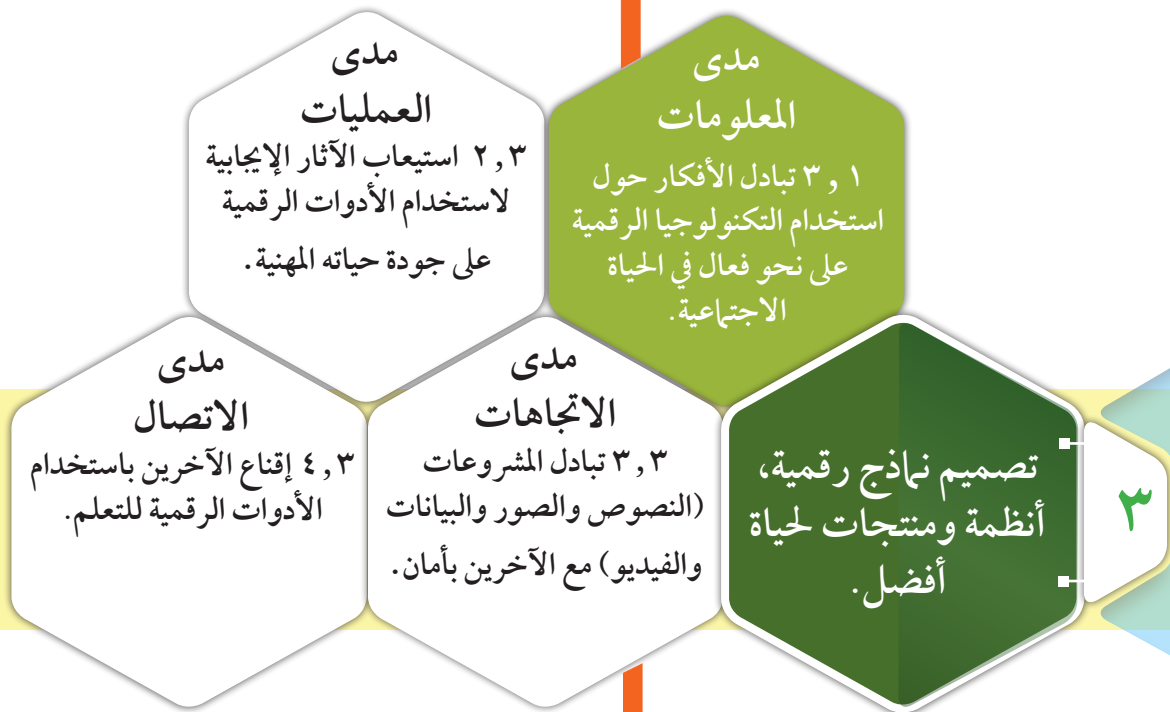 ٣
تصميم نماذج رقمية،
أنظمة ومنتجات لحياة
أفضل.
مدى
المعلومات
٣,١ تبادل الأفكار حول
استخدام التكنولوجيا الرقمية
على نحو فعال في الحياة
الاجتماعية.
مدى
العمليات
٢,٣ استيعاب الآثار الإيجابية
لاستخدام الأدوات الرقمية
على جودة حياته المهنية.
مدى
الاتجاهات
٣,٣ تبادل المشروعات
(النصوص والصور والبيانات
والفيديو) مع الآخرين بأمان.
مدى
الاتصال
٤,٣ إقناع الآخرين باستخدام
الأدوات الرقمية للتعلم.